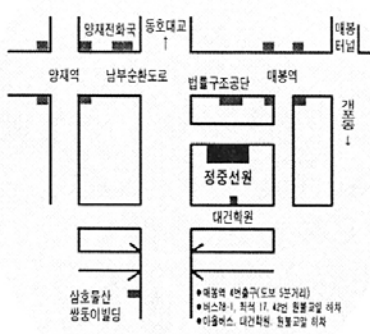 양재전화국
동호대교
↑
매봉
터널
양재역
남부순환도로
법률구조공단
매봉역
개포동
↓
정중선원
대건학원
삼호물산
쌍둥이빌딩
●매봉역 4번출구(도보 5분거리)
●버스78-1, 좌석 17, 42번 원불교앞 하차
●마을버스, 대건학원, 원불교앞 하차